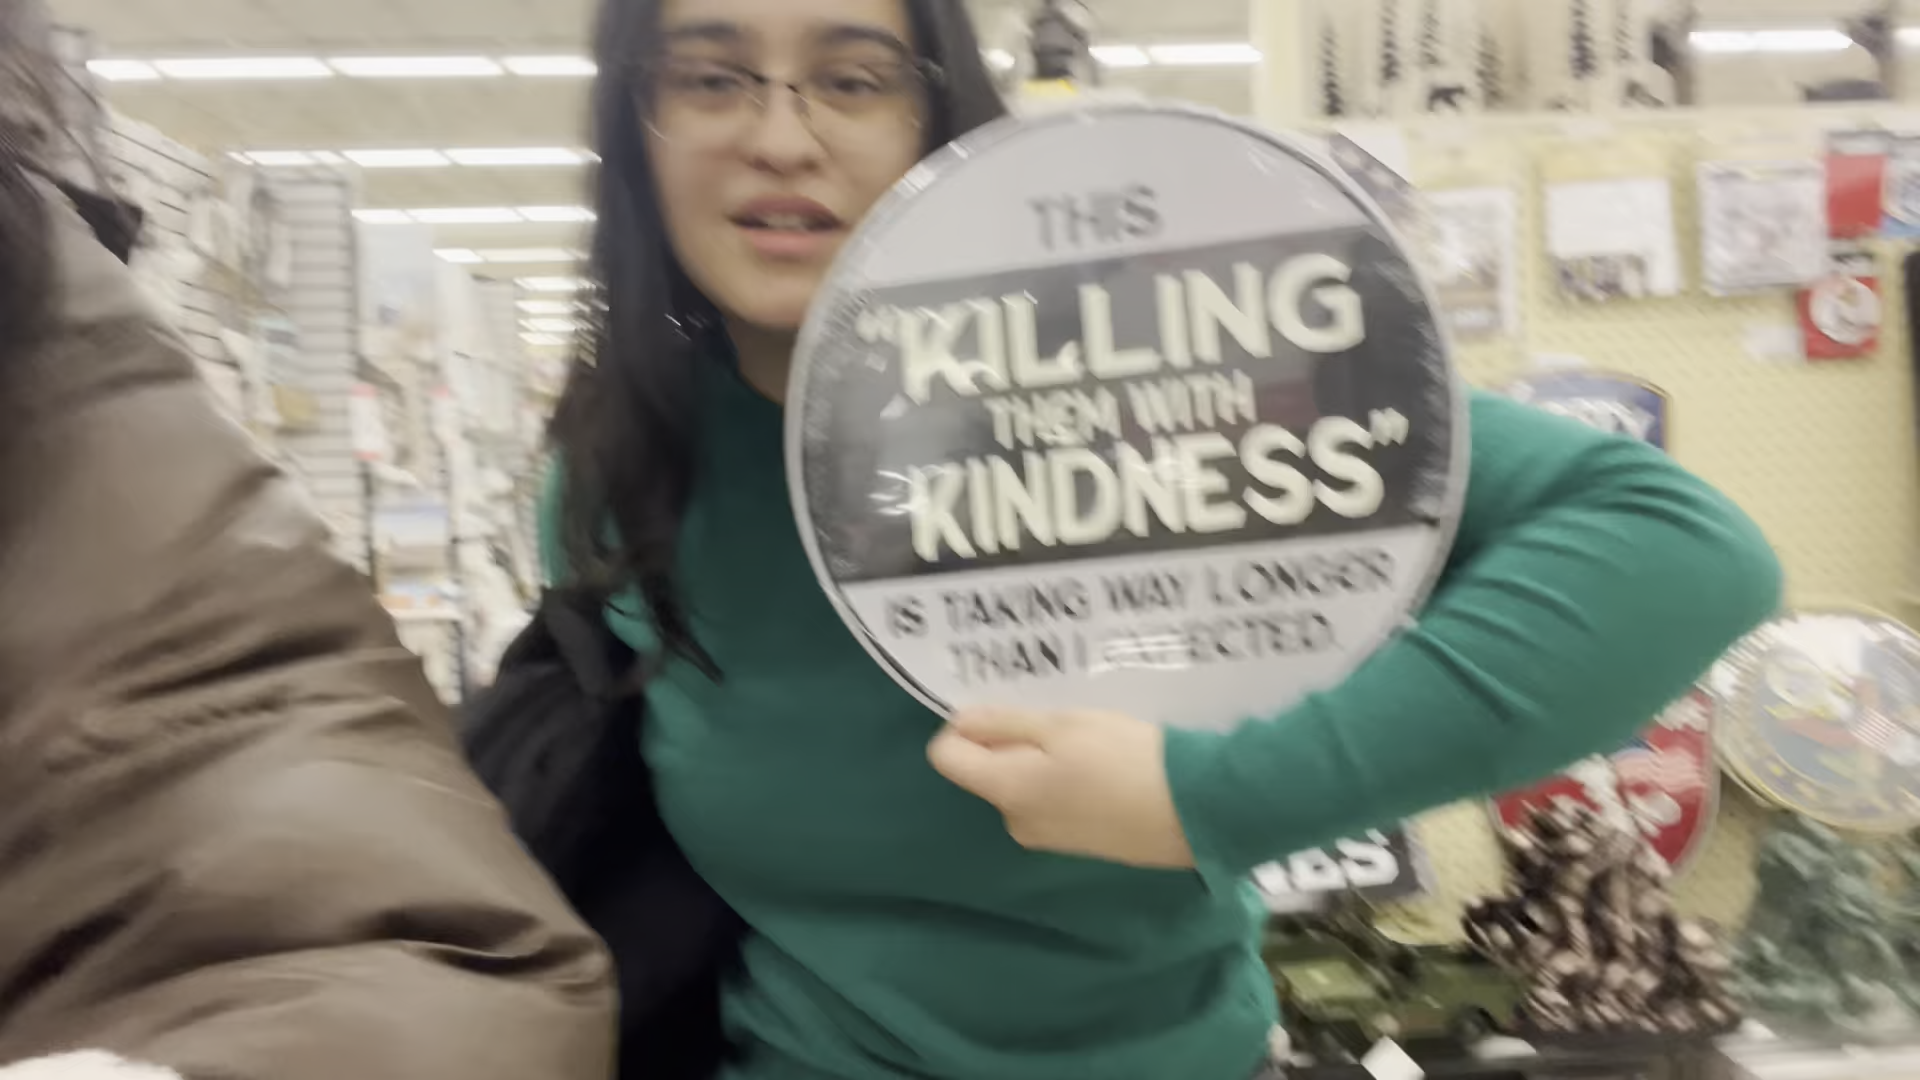 THIS
"KILLING
THEM WITH
KINDNESS"
IS TAKING WAY LONGER
THAN I EXPECTED.